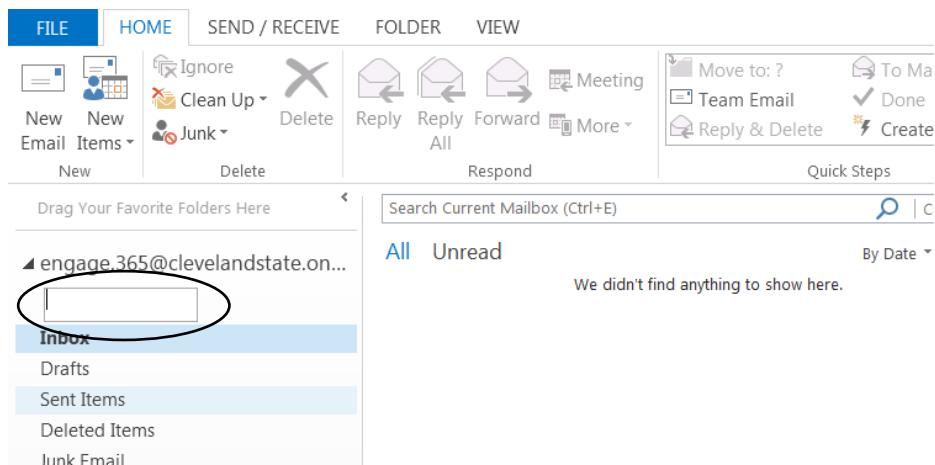 FILE HOME SEND / RECEIVE FOLDER VIEW
New Email
New Items
Ignore
Clean Up
Junk
Delete
Reply
Reply All
Forward
Meeting
More
Move to: ?
Team Email
Reply & Delete
To Ma
Done
Create
New Delete Respond Quick Steps
Drag Your Favorite Folders Here
Search Current Mailbox (Ctrl+E) C
engage.365@clevelandstate.on...
All Unread By Date
We didn't find anything to show here.
Inbox
Drafts
Sent Items
Deleted Items
Junk Email